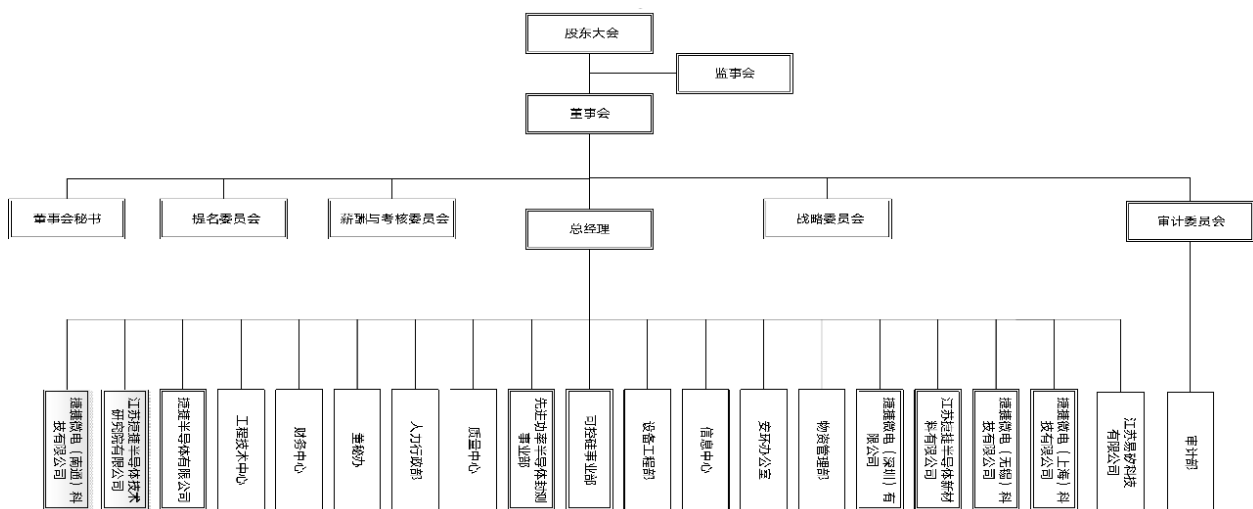 股东大会
监事会
董事会
董事会秘书
提名委员会
薪酬与考核委员会
总经理
战略委员会
审计委员会
捷捷微电（南通）科
技有限公司
江苏捷捷半导体技术
研究院有限公司
捷捷半导体有限公司
工程技术中心
财务中心
董秘办
人力行政部
质量中心
先进功率半导体封测
事业部
可控硅事业部
设备工程部
信息中心
安环办公室
物资管理部
捷捷微电（深圳）有
限公司
江苏捷捷半导体新材
料有限公司
捷捷微电（无锡）科
技有限公司
捷捷微电（上海）科
技有限公司
江苏易矽科技
有限公司
审计部